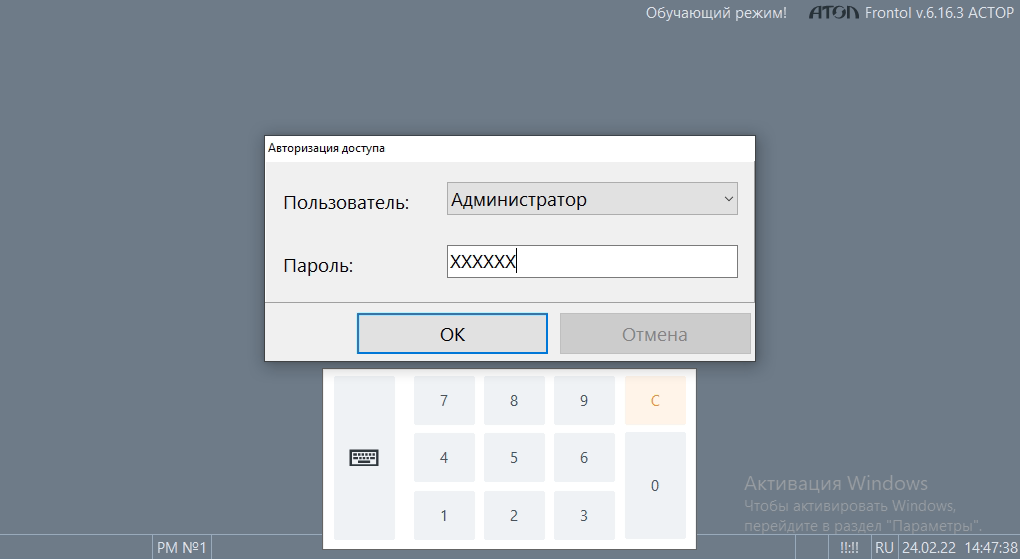 Обучающий режим! ATOL Frontol v.6.16.3 АСТОР
Авторизация доступа
Пользователь: Администратор
Пароль: XXXXXX
ОК Отмена
7 8 9 C
4 5 6
0
1 2 3
Активация Windows
Чтобы активировать Windows,
перейдите в раздел "Параметры".
РМ №1 !!:!! RU 24.02.22 14:47:38